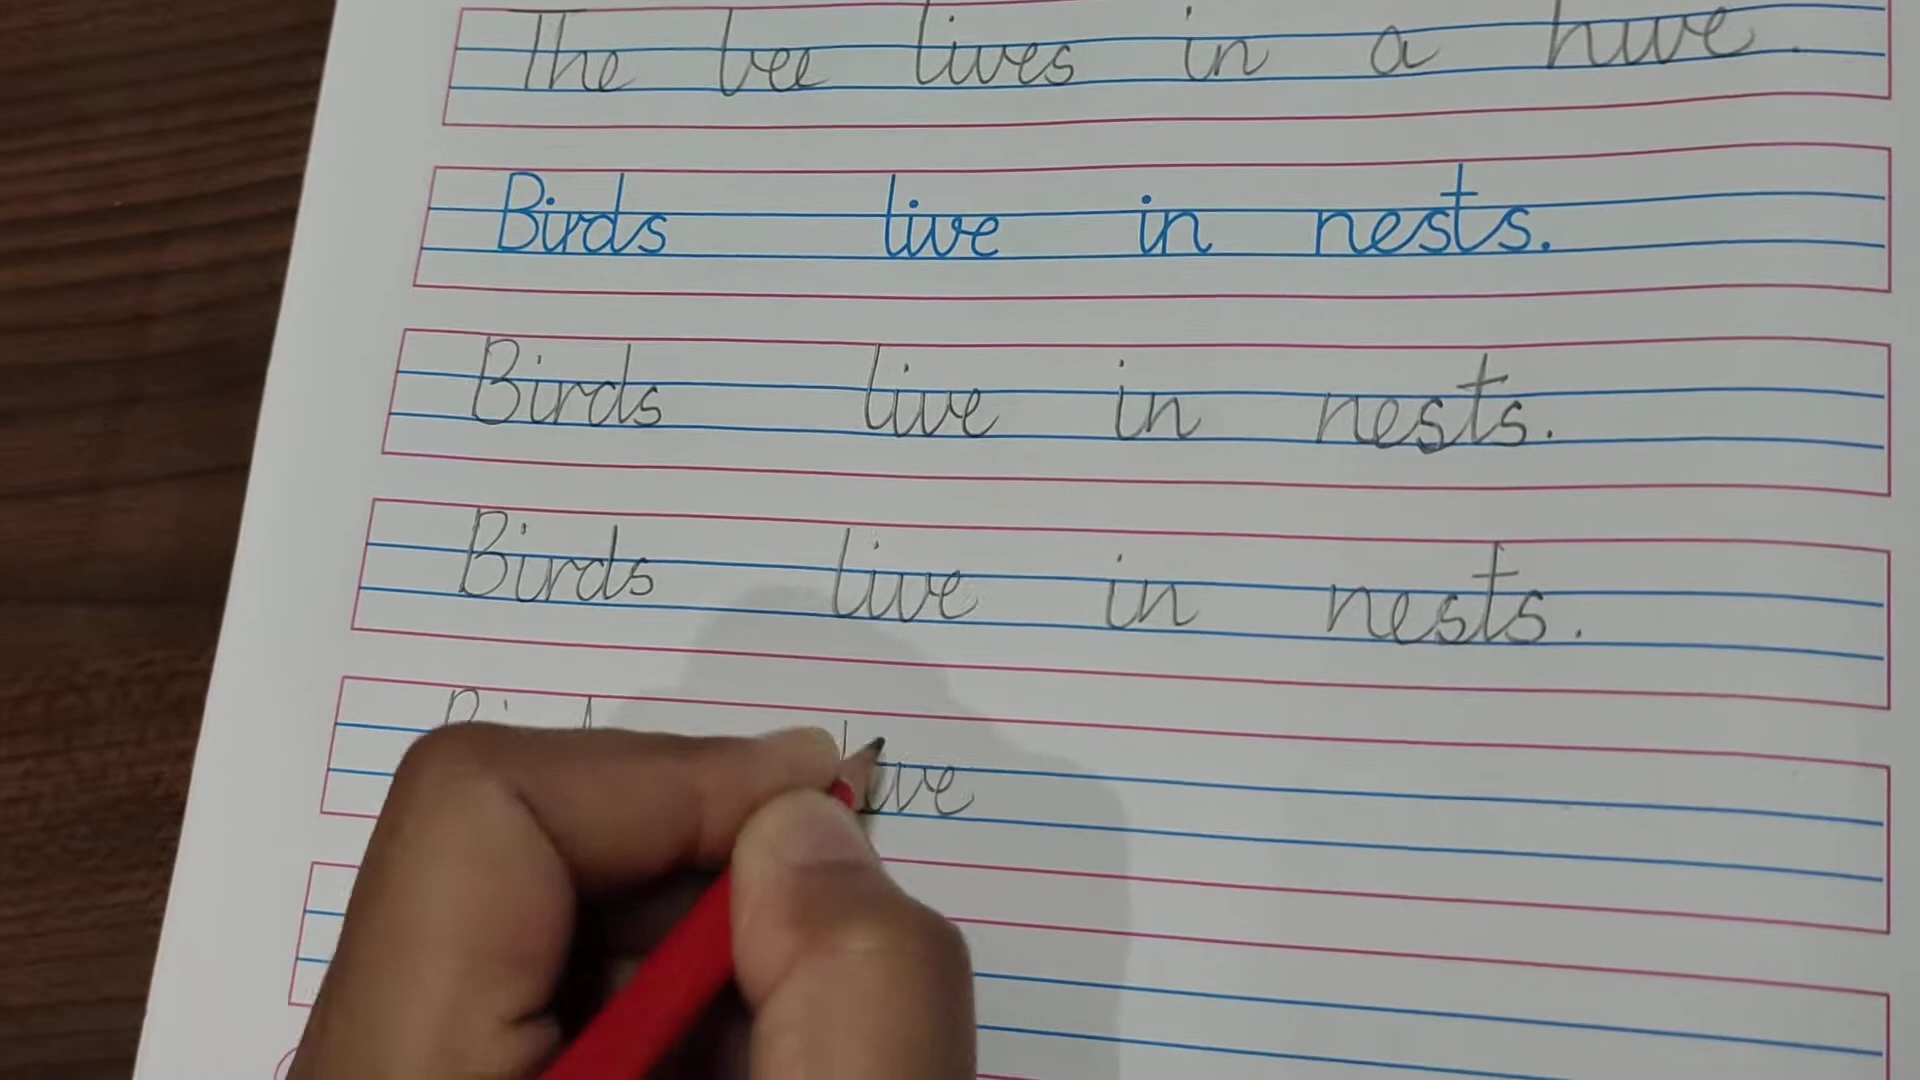 The bee lives in a hive.
Birds live in nests.
Birds live in nests.
Birds live in nests.
live